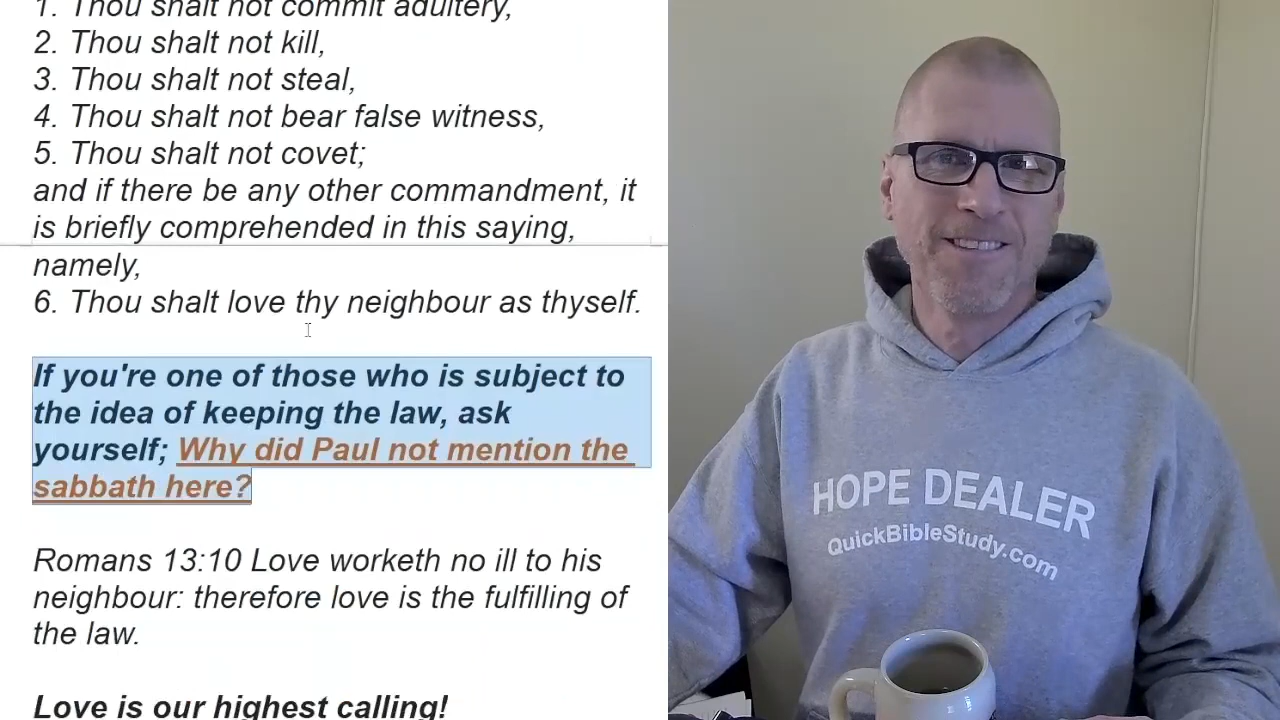 1. Thou shalt not commit adultery,
2. Thou shalt not kill,
3. Thou shalt not steal,
4. Thou shalt not bear false witness,
5. Thou shalt not covet;
and if there be any other commandment, it
is briefly comprehended in this saying,
namely,
6. Thou shalt love thy neighbour as thyself.
If you're one of those who is subject to
the idea of keeping the law, ask
yourself; Why did Paul not mention the
sabbath here?
Romans 13:10 Love worketh no ill to his
neighbour: therefore love is the fulfilling of
the law.
Love is our highest calling!
HOPE DEALER
QuickBibleStudy.com